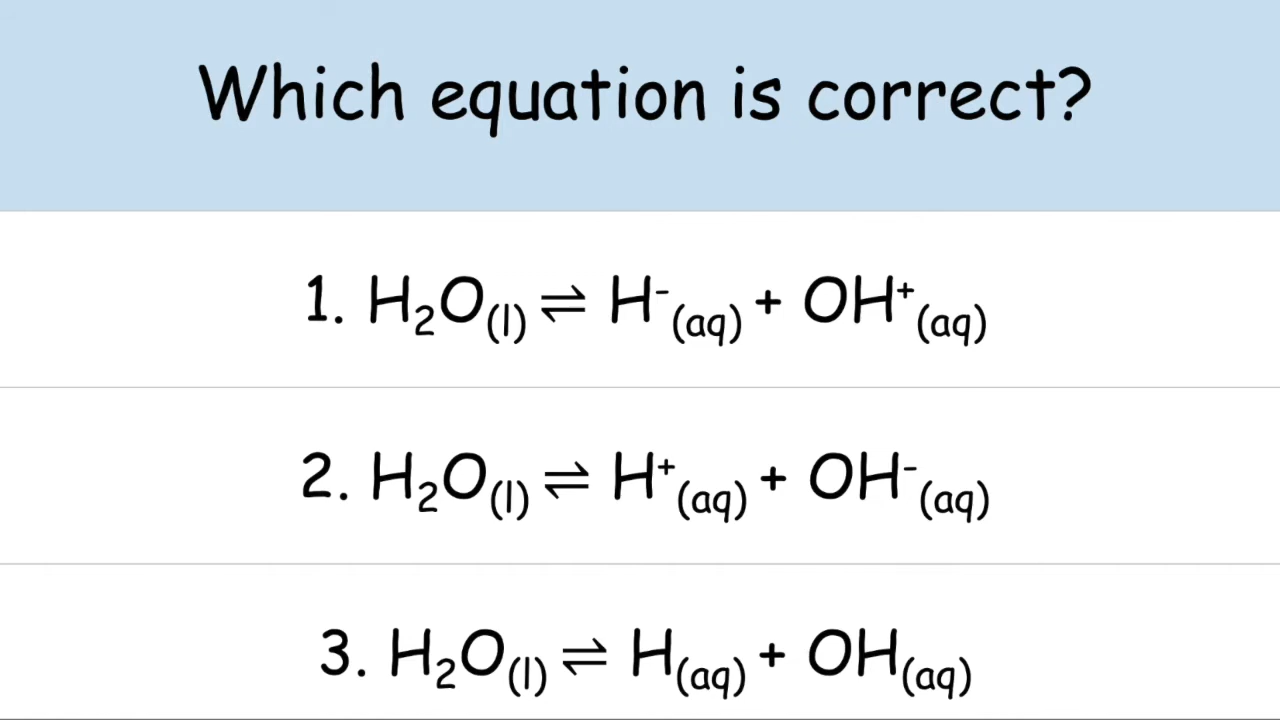 Which equation is correct?
1. H₂O₍l₎ ⇌ H⁻₍aq₎ + OH⁺₍aq₎
2. H₂O₍l₎ ⇌ H⁺₍aq₎ + OH⁻₍aq₎
3. H₂O₍l₎ ⇌ H₍aq₎ + OH₍aq₎